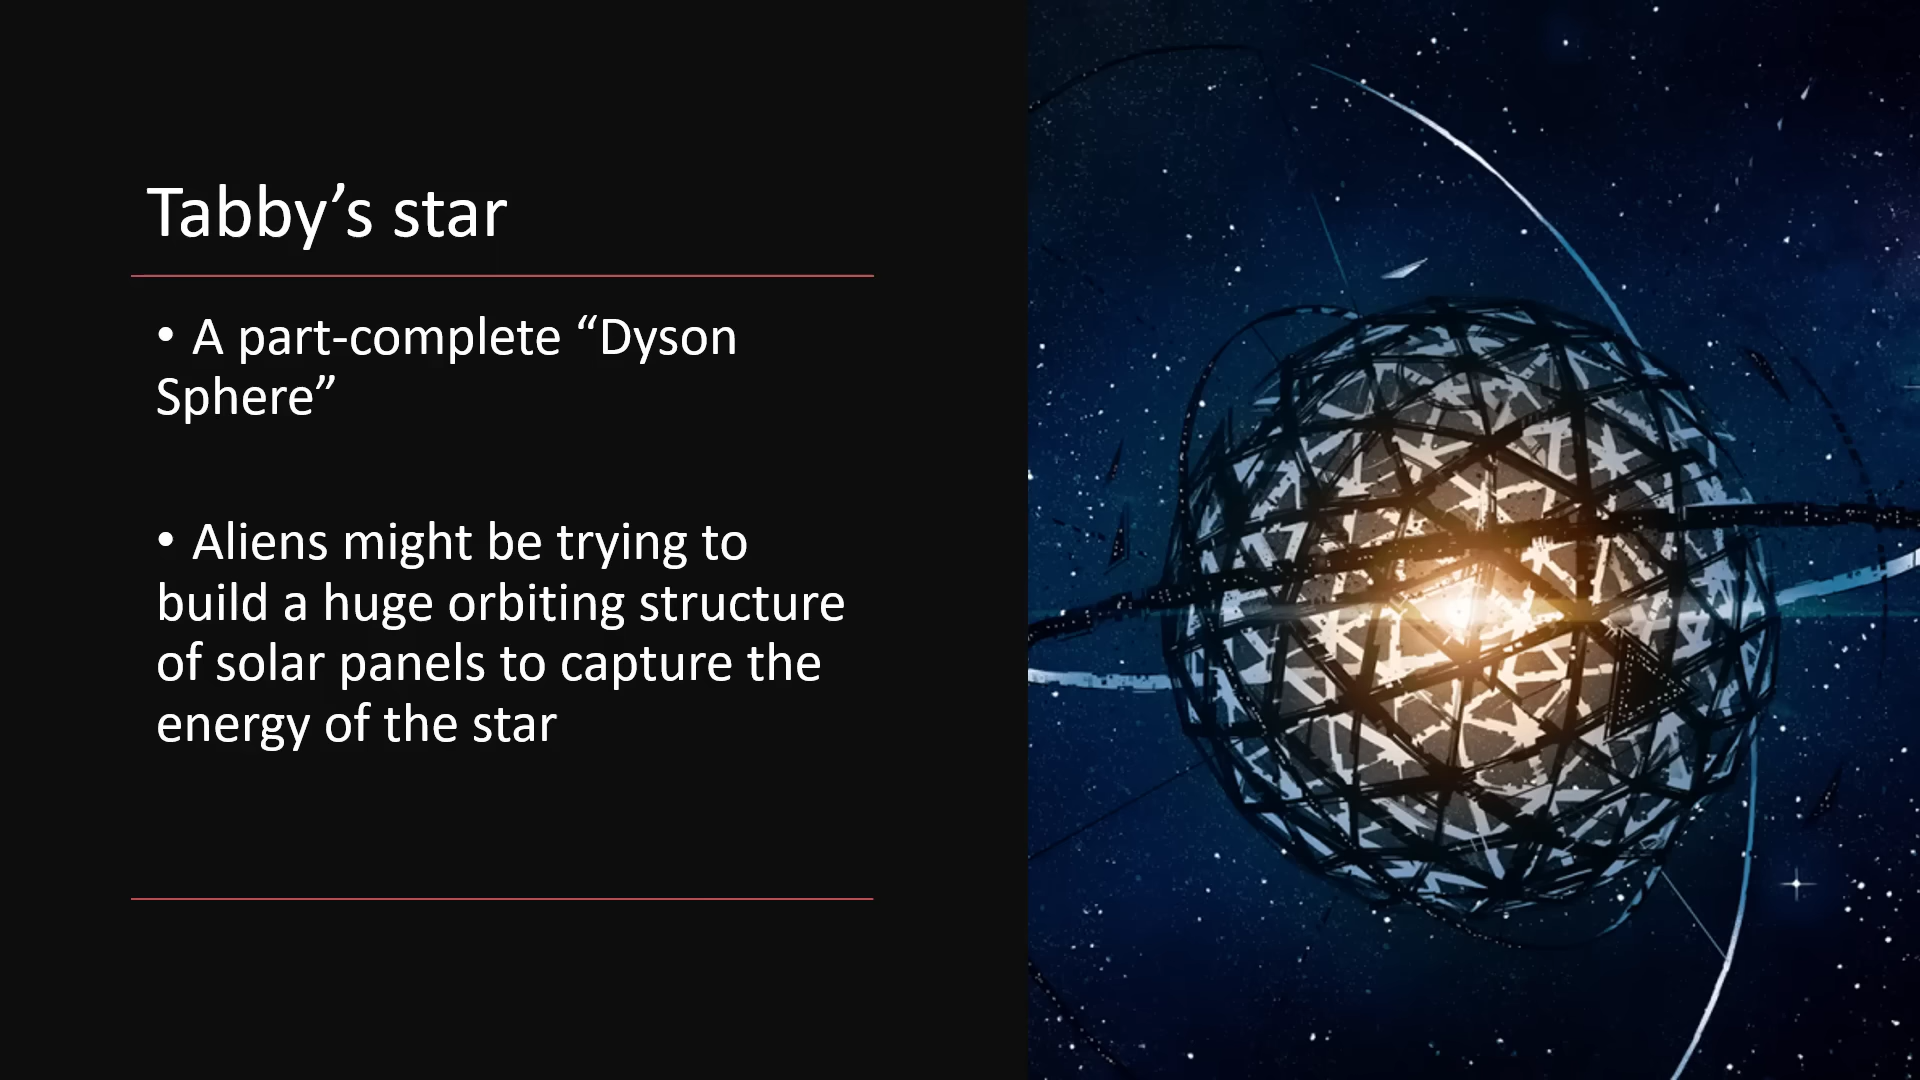 Tabby’s star
• A part-complete “Dyson
Sphere”
• Aliens might be trying to
build a huge orbiting structure
of solar panels to capture the
energy of the star